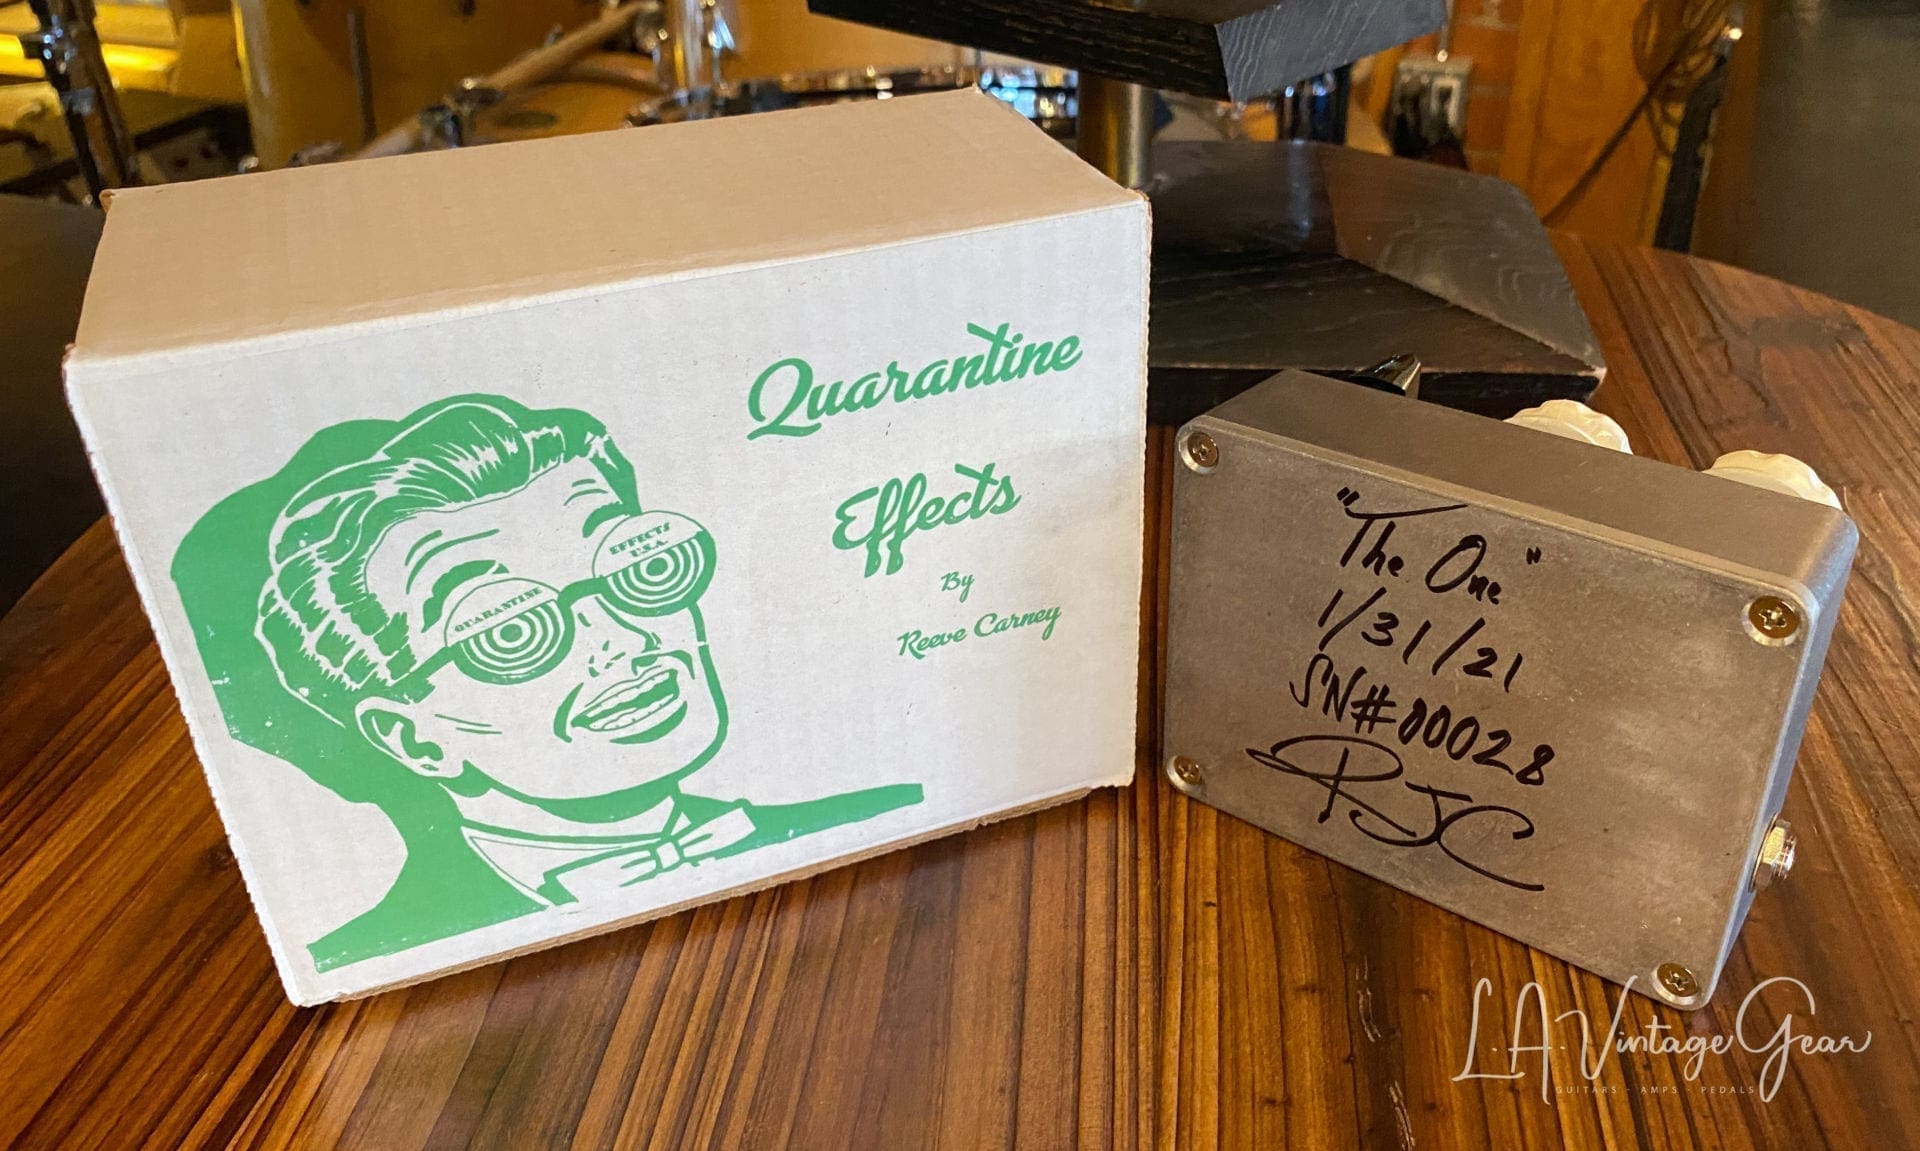 Quarantine
Effects
By
Reeve Carney
QUARANTINE
EFFECTS
U.S.A.
"The One"
1/31/21
SN#00028
RJC
L.A. Vintage Gear
GUITARS - AMPS - PEDALS